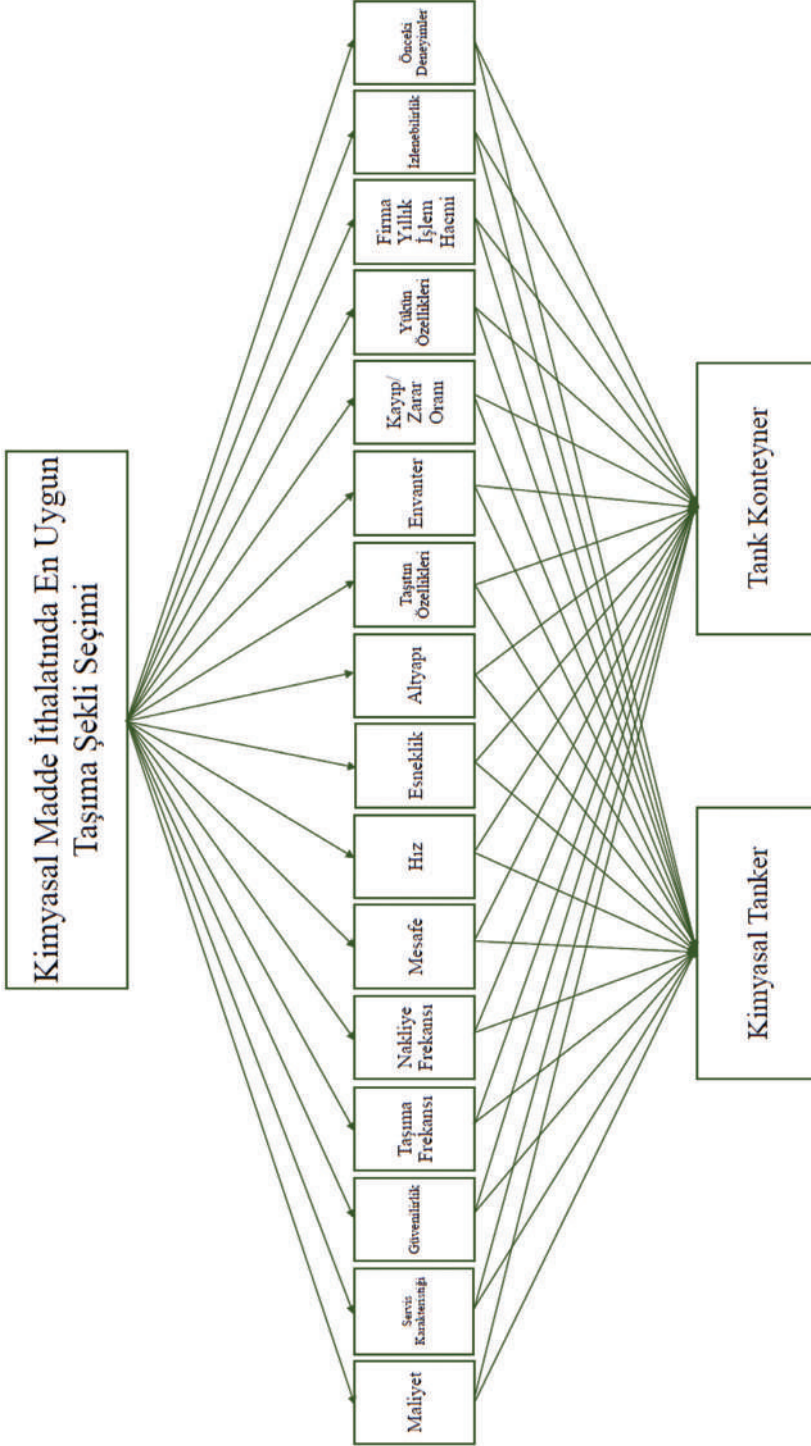 Kimyasal Madde İthalatında En Uygun
Taşıma Şekli Seçimi
Maliyet
Servis
Karakteristiği
Güvenilirlik
Taşıma
Frekansı
Nakliye
Frekansı
Mesafe
Hız
Esneklik
Altyapı
Taşıtın
Özellikleri
Envanter
Kayıp/
Zarar
Oranı
Yükün
Özellikleri
Firma
Yıllık
İşlem
Hacmi
İzlenebilirlik
Önceki
Deneyimler
Kimyasal Tanker
Tank Konteyner